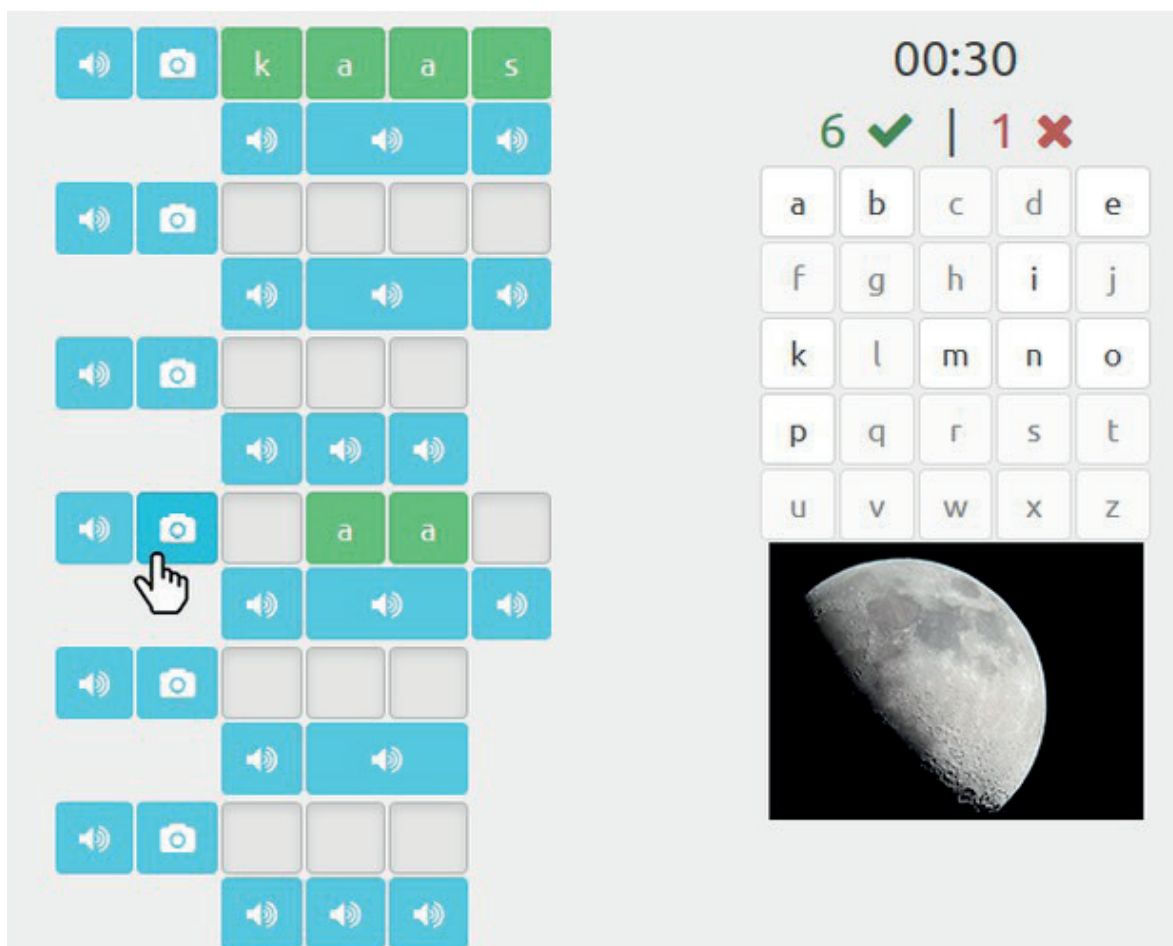 k a a s
a a
00:30
6 ✔ | 1 ✖
a b c d e
f g h i j
k l m n o
p q r s t
u v w x z